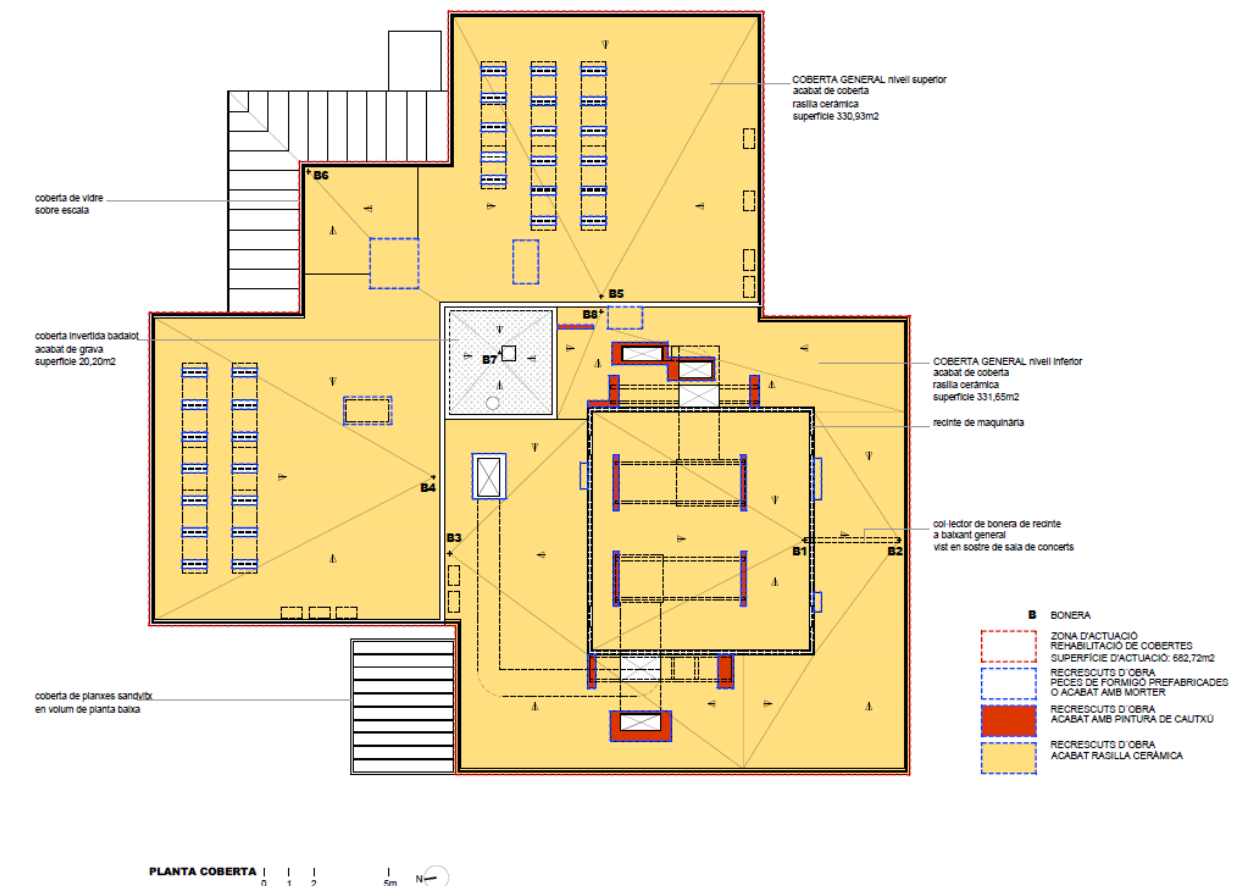 COBERTA GENERAL nivell superior
acabat de coberta
rasilla ceràmica
superfície 330,93m2
B6
coberta de vidre
sobre escala
B5
B8
coberta invertida badalot
acabat de grava
superfície 20,20m2
B7
COBERTA GENERAL nivell inferior
acabat de coberta
rasilla ceràmica
superfície 331,65m2
recinte de maquinària
B4
B3
col·lector de bonera de recinte
a baixant general
vist en sostre de sala de concerts
B1
B2
B BONERA
ZONA D'ACTUACIÓ
REHABILITACIÓ DE COBERTES
SUPERFÍCIE D'ACTUACIÓ: 682,72m2
RECRESCUTS D'OBRA
PECES DE FORMIGÓ PREFABRICADES
O ACABAT AMB MORTER
RECRESCUTS D'OBRA
ACABAT AMB PINTURA DE CAUTXÚ
RECRESCUTS D'OBRA
ACABAT RASILLA CERÀMICA
coberta de planxes sandvitx
en volum de planta baixa
PLANTA COBERTA
0 1 2 5m
N